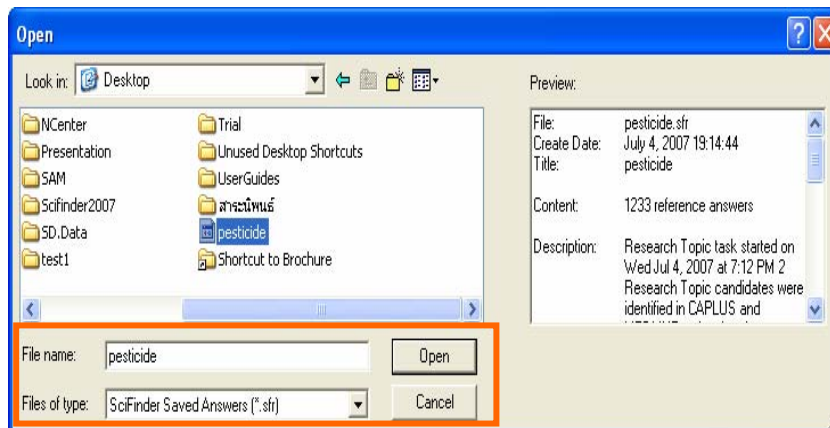 Open
Look in: Desktop
NCenter
Presentation
SAM
Scifinder2007
SD.Data
test1
Trial
Unused Desktop Shortcuts
UserGuides
สาระนิพนธ์
pesticide
Shortcut to Brochure
File name: pesticide
Open
Files of type: SciFinder Saved Answers (*.sfr)
Cancel
Preview:
File: pesticide.sfr
Create Date: July 4, 2007 19:14:44
Title: pesticide
Content: 1233 reference answers
Description: Research Topic task started on
Wed Jul 4, 2007 at 7:12 PM 2
Research Topic candidates were
identified in CAPLUS and